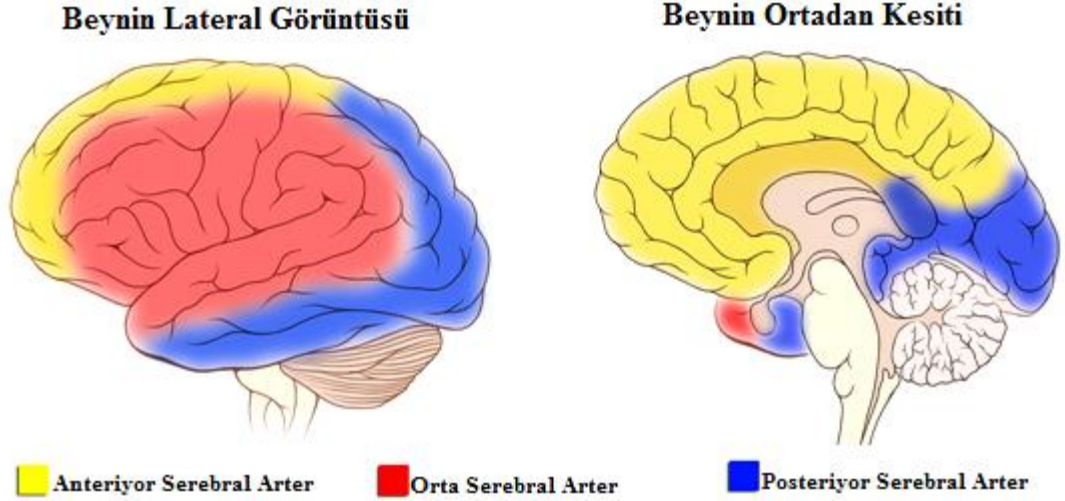 Beynin Lateral Görüntüsü
Beynin Ortadan Kesiti
Anteriyor Serebral Arter
Orta Serebral Arter
Posteriyor Serebral Arter